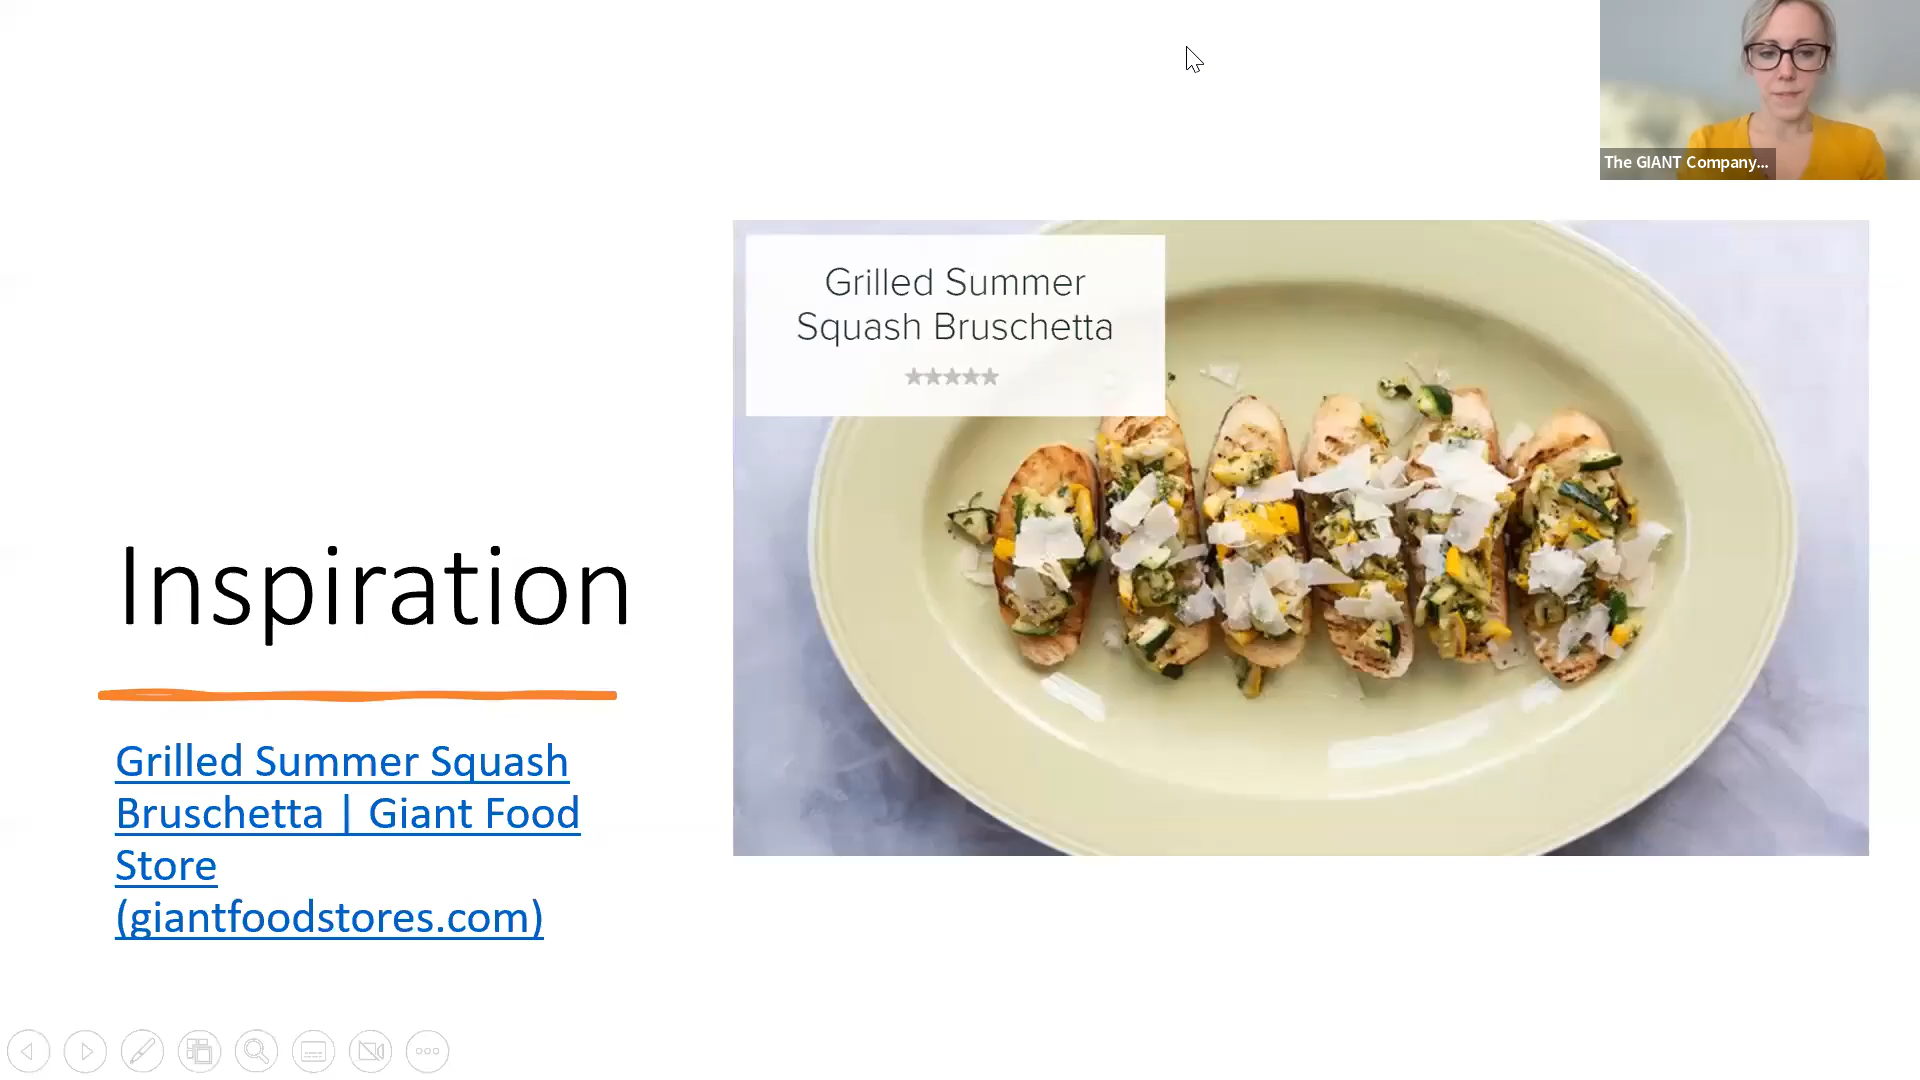 The GIANT Company...
Grilled Summer
Squash Bruschetta
Inspiration
Grilled Summer Squash
Bruschetta | Giant Food
Store
(giantfoodstores.com)